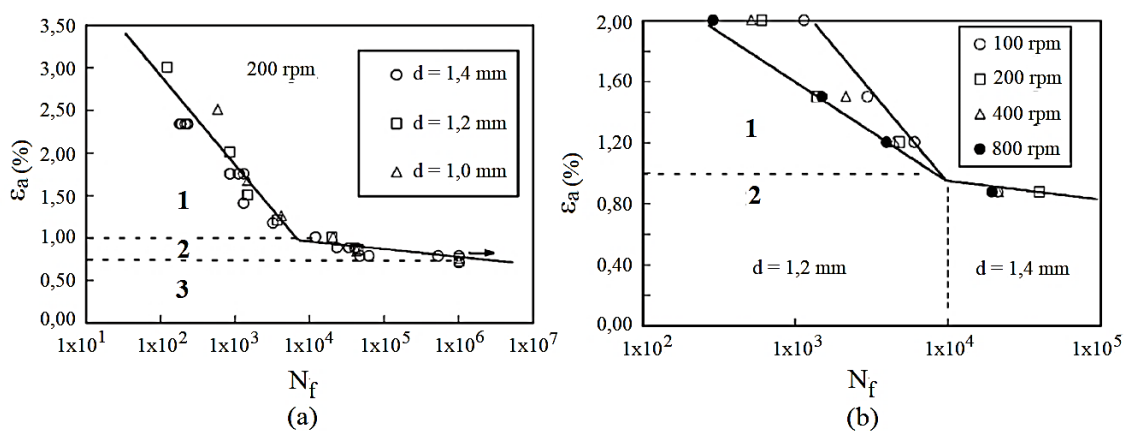 3,50
3,00
2,50
2,00
1,50
1,00
0,50
0,00
εa (%)
200 rpm
d = 1,4 mm
d = 1,2 mm
d = 1,0 mm
1
2
3
1x10¹ 1x10² 1x10³ 1x10⁴ 1x10⁵ 1x10⁶ 1x10⁷
Nf
(a)
2,00
1,60
1,20
0,80
0,40
0,00
εa (%)
100 rpm
200 rpm
400 rpm
800 rpm
1
2
d = 1,2 mm d = 1,4 mm
1x10² 1x10³ 1x10⁴ 1x10⁵
Nf
(b)